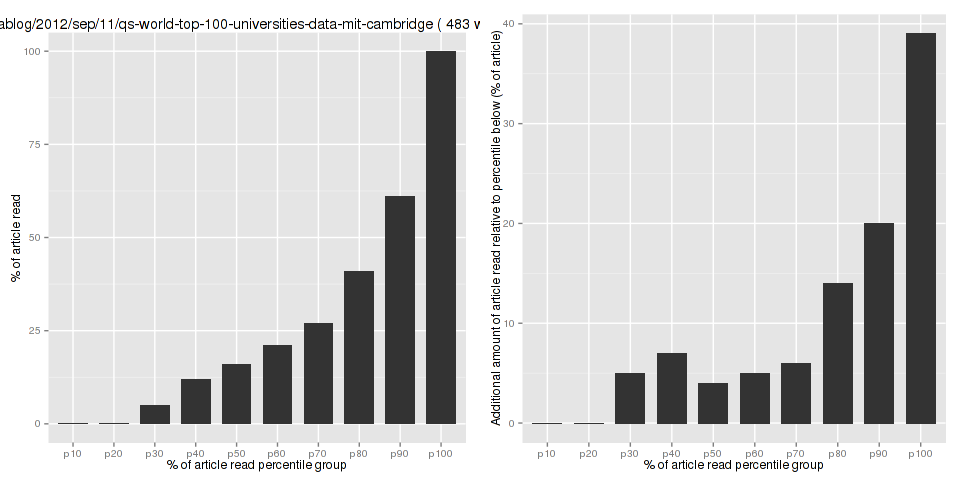 ablog/2012/sep/11/qs-world-top-100-universities-data-mit-cambridge ( 483 w
100
75
50
25
0
% of article read
p10 p20 p30 p40 p50 p60 p70 p80 p90 p100
% of article read percentile group
40
30
20
10
0
Additional amount of article read relative to percentile below (% of article)
p10 p20 p30 p40 p50 p60 p70 p80 p90 p100
% of article read percentile group